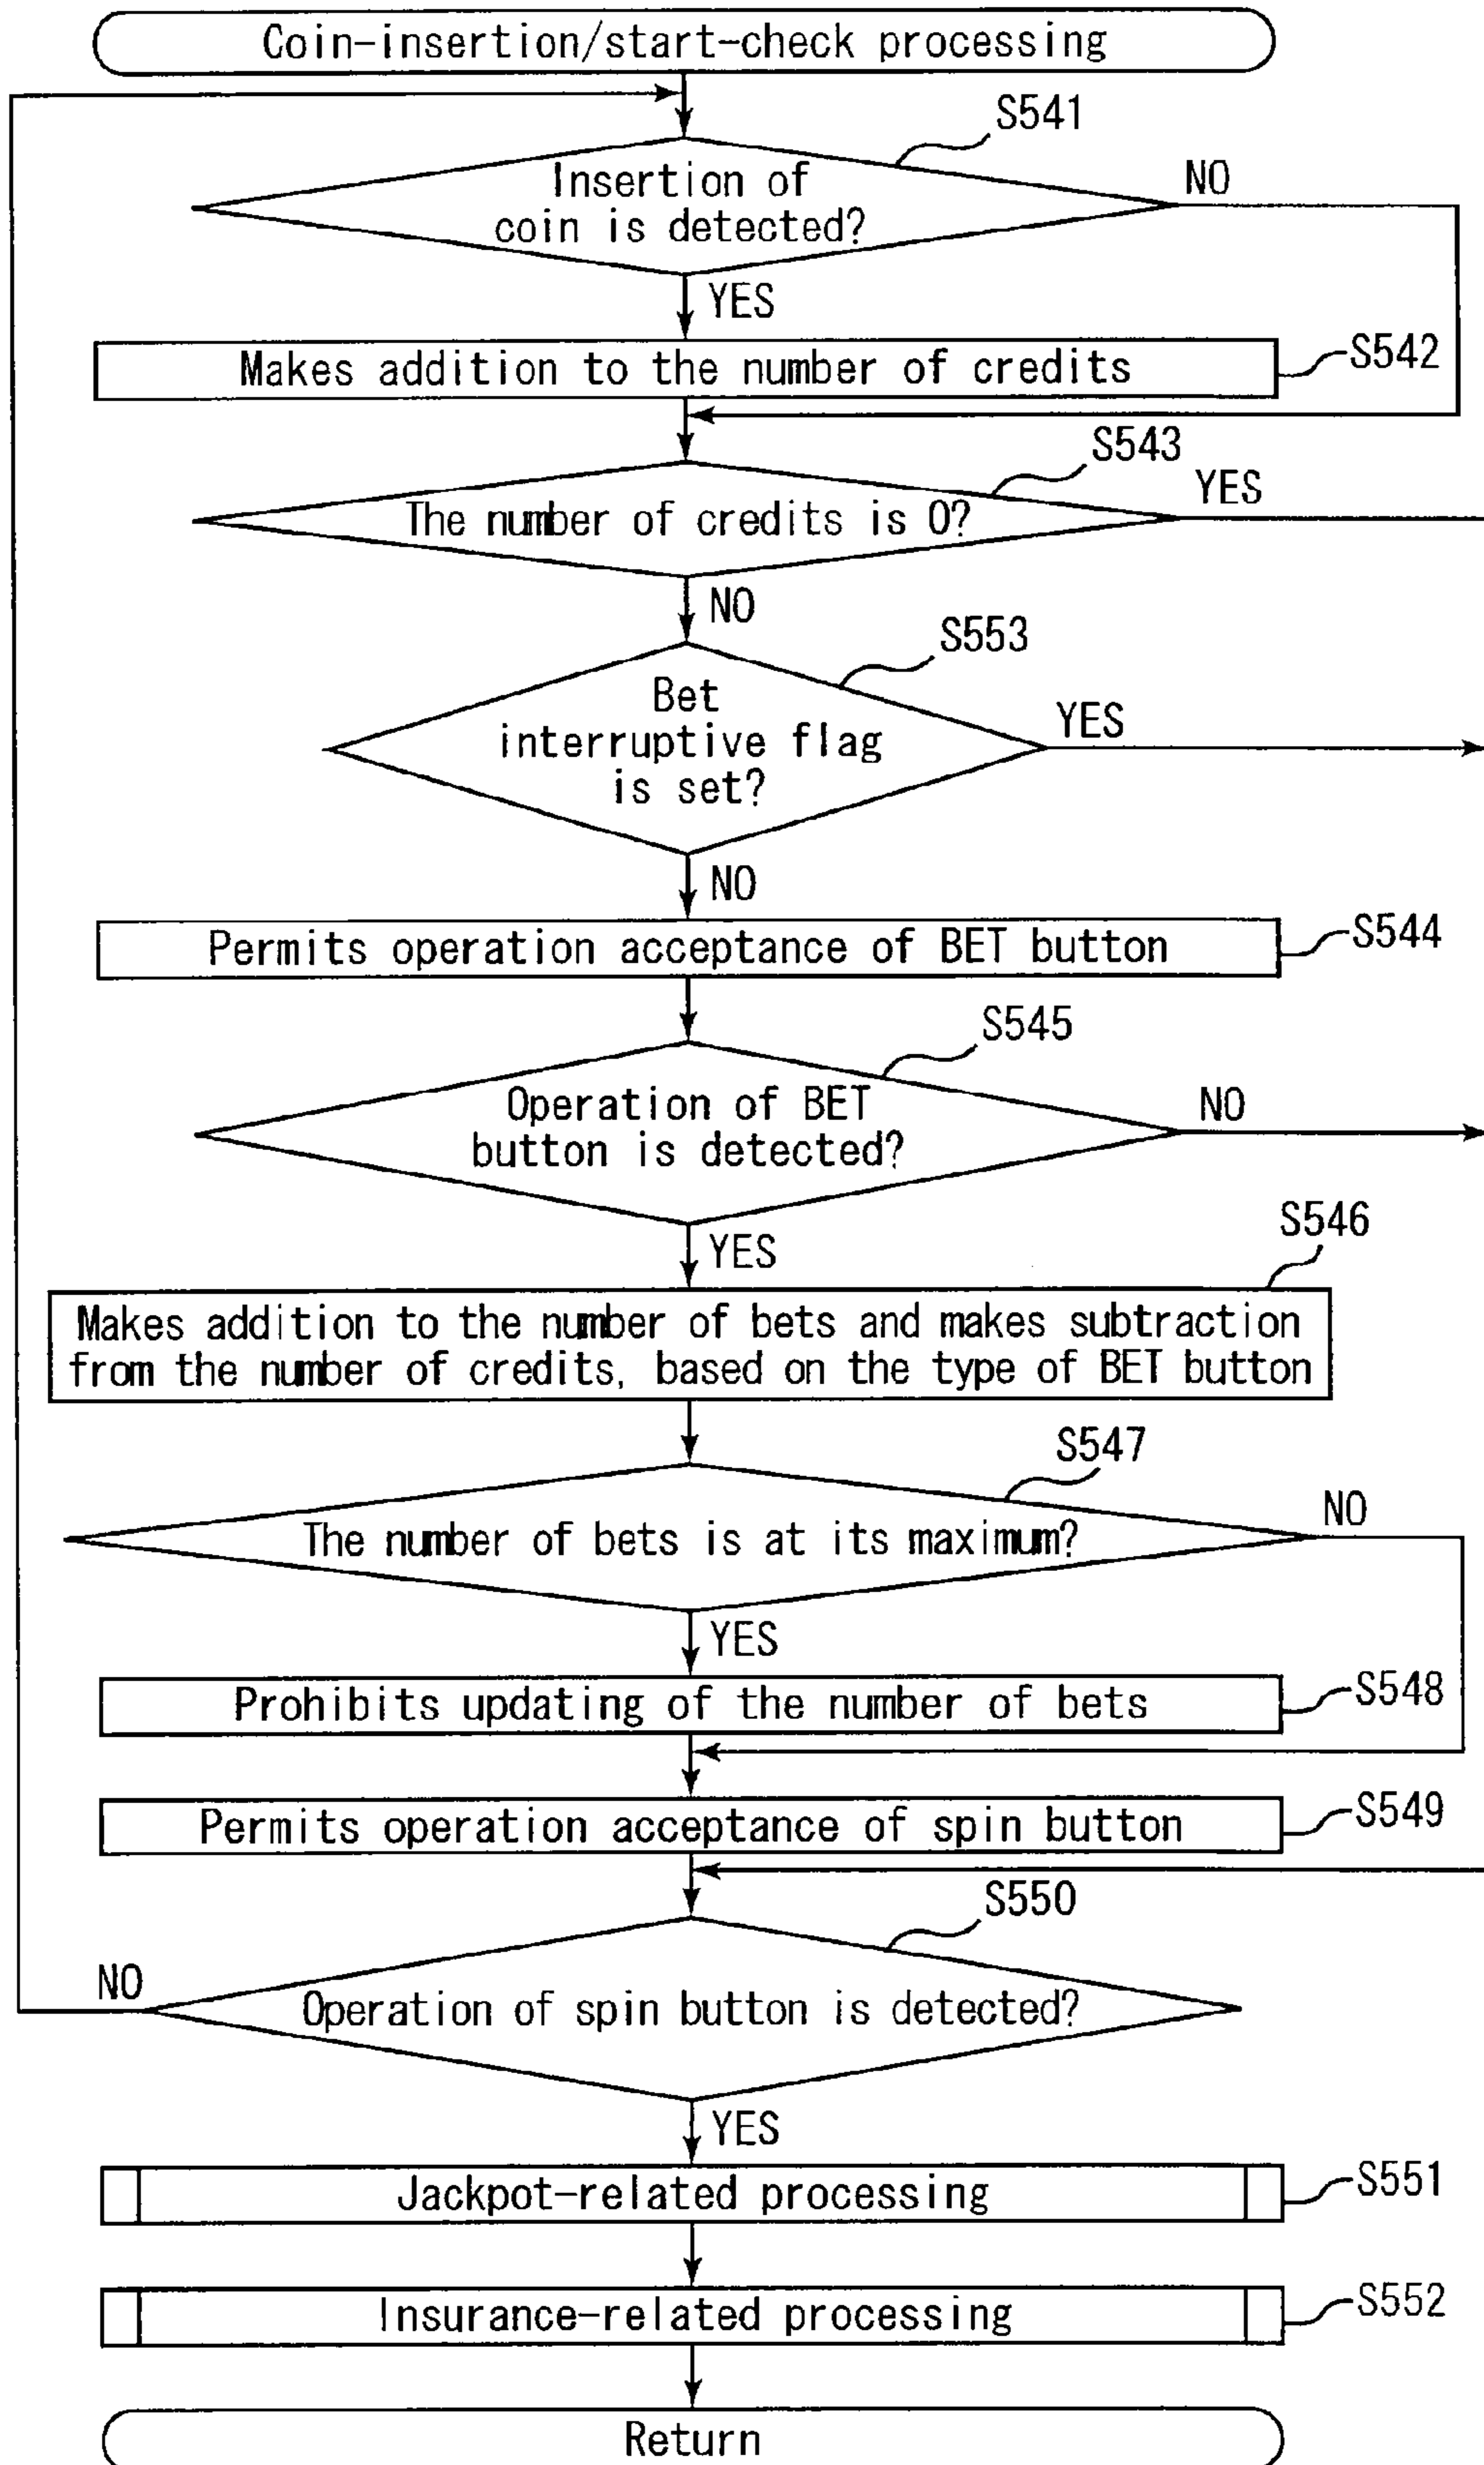 Coin-insertion/start-check processing
S541
Insertion of
coin is detected?
NO
YES
Makes addition to the number of credits
S542
S543
The number of credits is 0?
YES
NO
S553
Bet
interruptive flag
is set?
YES
NO
Permits operation acceptance of BET button
S544
S545
Operation of BET
button is detected?
NO
YES
S546
Makes addition to the number of bets and makes subtraction
from the number of credits, based on the type of BET button
S547
The number of bets is at its maximum?
NO
YES
Prohibits updating of the number of bets
S548
Permits operation acceptance of spin button
S549
S550
NO
Operation of spin button is detected?
YES
Jackpot-related processing
S551
Insurance-related processing
S552
Return